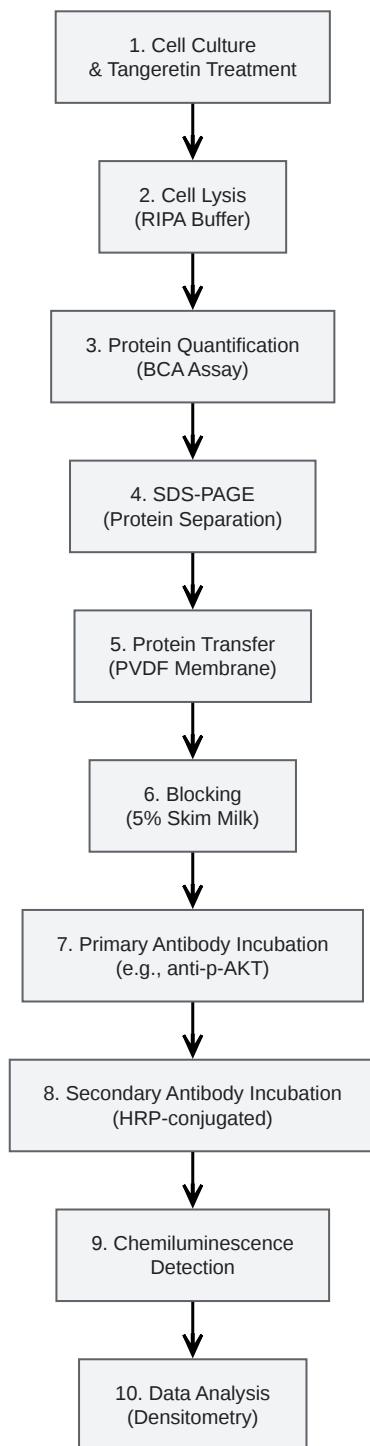 1. Cell Culture
& Tangeretin Treatment
2. Cell Lysis
(RIPA Buffer)
3. Protein Quantification
(BCA Assay)
4. SDS-PAGE
(Protein Separation)
5. Protein Transfer
(PVDF Membrane)
6. Blocking
(5% Skim Milk)
7. Primary Antibody Incubation
(e.g., anti-p-AKT)
8. Secondary Antibody Incubation
(HRP-conjugated)
9. Chemiluminescence
Detection
10. Data Analysis
(Densitometry)